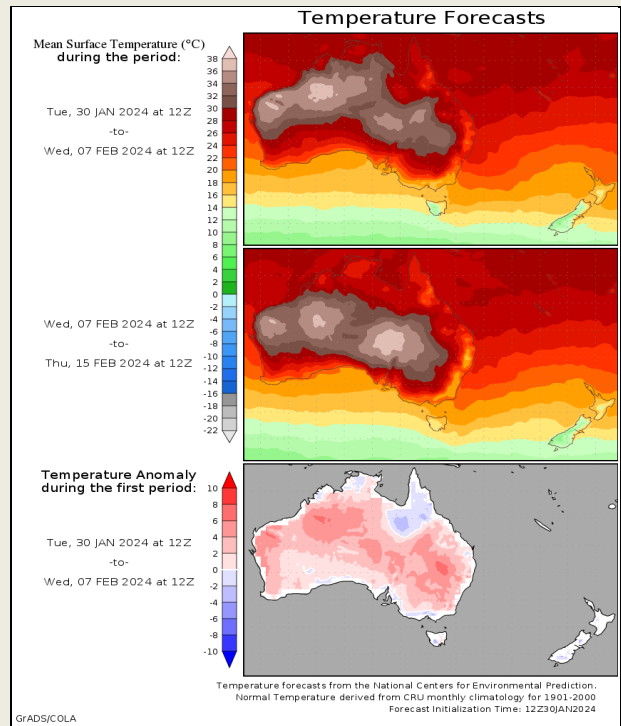 Temperature Forecasts
Mean Surface Temperature (°C)
during the period:
Tue, 30 JAN 2024 at 12Z
-to-
Wed, 07 FEB 2024 at 12Z
38
36
34
32
30
28
26
24
22
20
18
16
14
12
10
8
6
4
2
0
-2
-4
-6
-8
-10
-12
-14
-16
-18
-20
-22
Wed, 07 FEB 2024 at 12Z
-to-
Thu, 15 FEB 2024 at 12Z
Temperature Anomaly
during the first period:
Tue, 30 JAN 2024 at 12Z
-to-
Wed, 07 FEB 2024 at 12Z
10
8
6
4
2
0
-2
-4
-6
-8
-10
Temperature forecasts from the National Centers for Environmental Prediction.
Normal Temperature derived from CRU monthly climatology for 1901-2000
Forecast Initialization Time: 12Z30JAN2024
GrADS/COLA